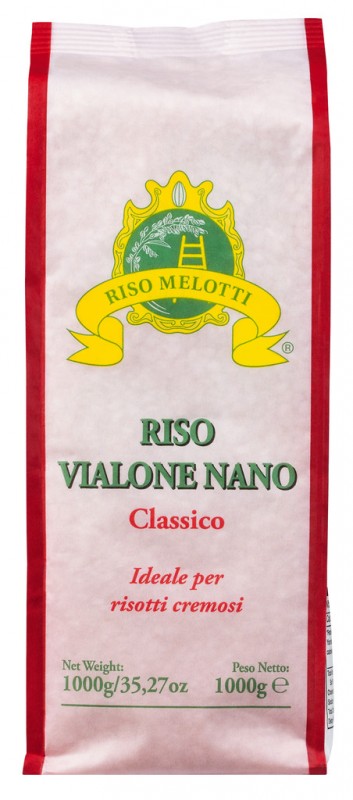 RISO MELOTTI
®
RISO
VIALONE NANO
Classico
Ideale per
risotti cremosi
Net Weight: Peso Netto:
1000g/35,27oz 1000g ℮